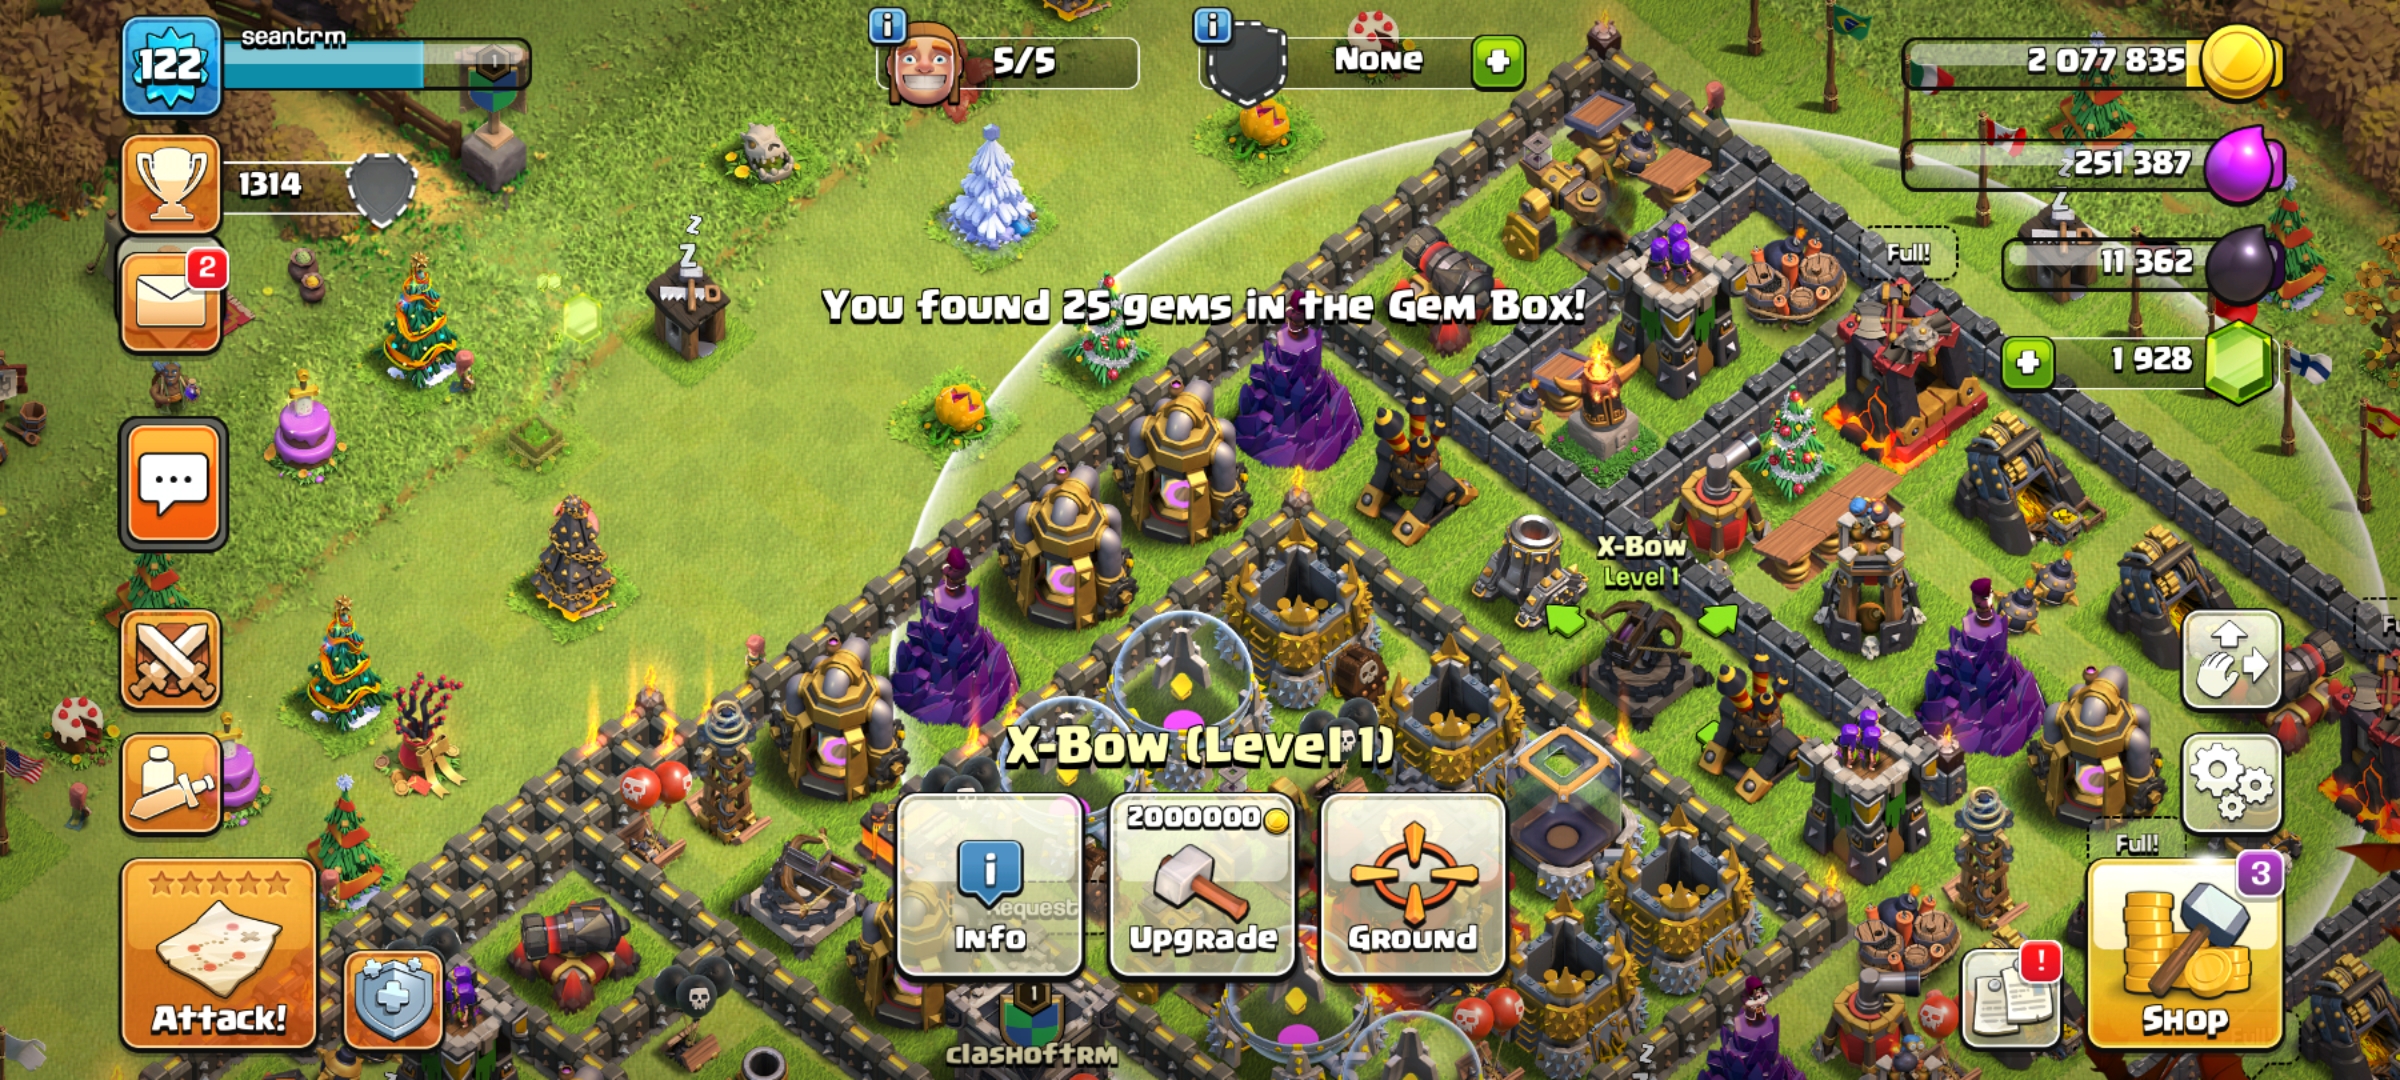 122
seantrm
5/5
None
2 077 835
1314
251 387
2
Full!
11 362
You found 25 gems in the Gem Box!
1 928
z
Z
X-Bow
Level 1
X-Bow (Level 1)
2000000
Request
Info
Upgrade
Ground
Full!
3
Attack!
1
clashoftrm
!
Shop